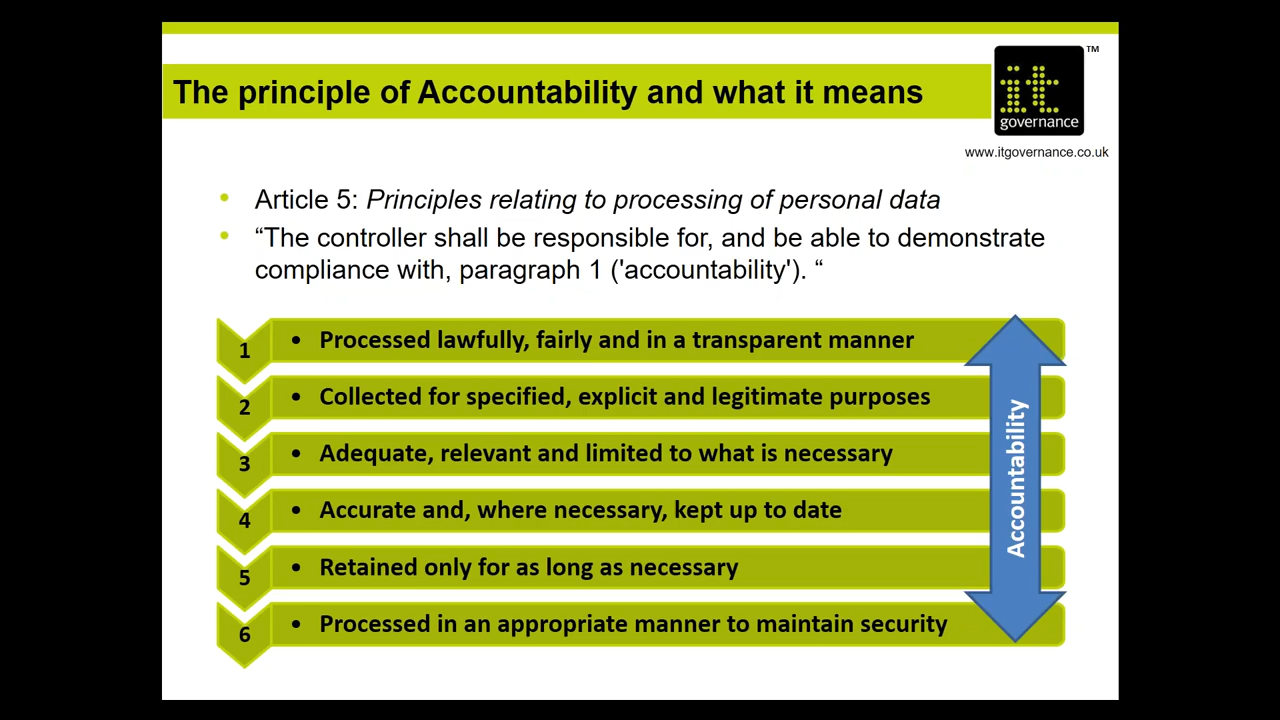 The principle of Accountability and what it means
it
governance
TM
www.itgovernance.co.uk
• Article 5: Principles relating to processing of personal data
• “The controller shall be responsible for, and be able to demonstrate
compliance with, paragraph 1 ('accountability'). “
1 • Processed lawfully, fairly and in a transparent manner
2 • Collected for specified, explicit and legitimate purposes
3 • Adequate, relevant and limited to what is necessary
4 • Accurate and, where necessary, kept up to date
5 • Retained only for as long as necessary
6 • Processed in an appropriate manner to maintain security
Accountability